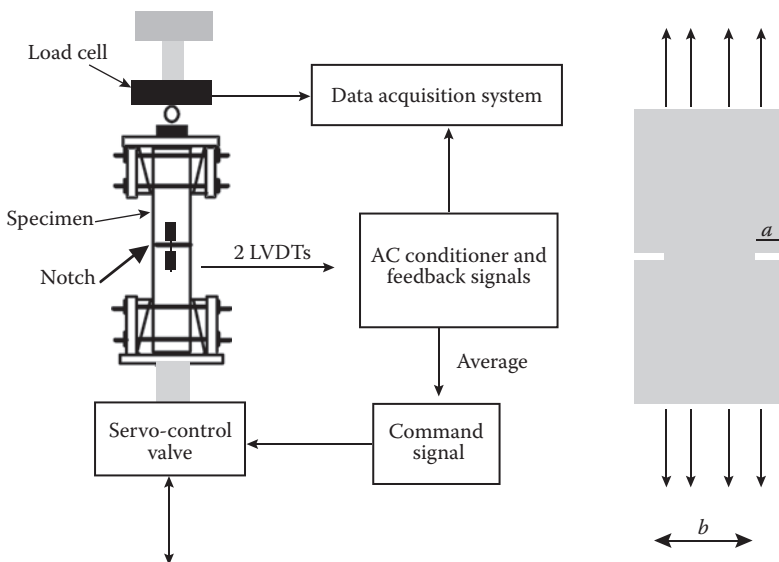 Load cell
Data acquisition system
Specimen
Notch
2 LVDTs
AC conditioner and
feedback signals
Average
Servo-control
valve
Command
signal
a
b